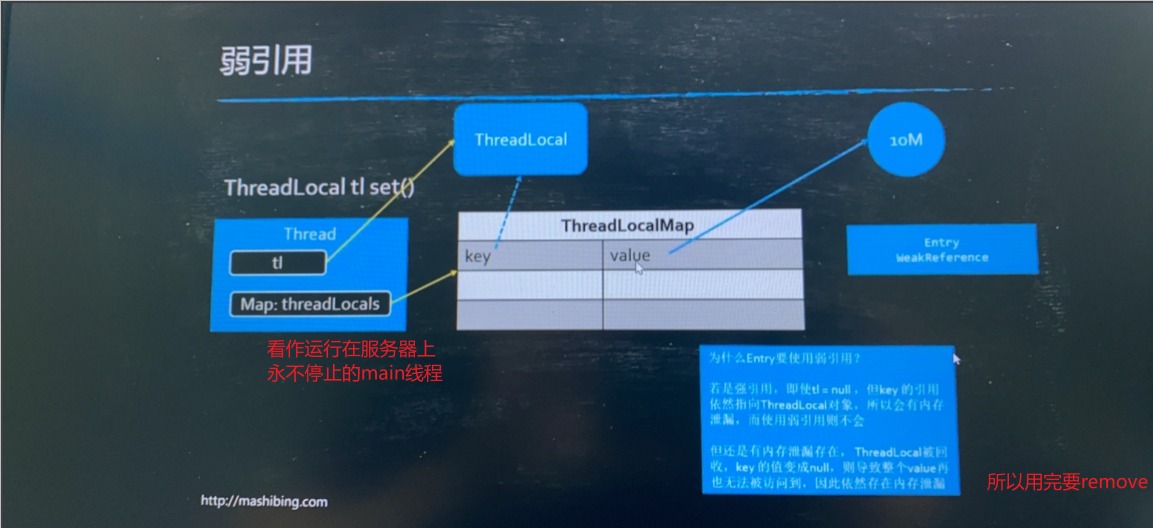 弱引用
ThreadLocal
10M
ThreadLocal tl set()
Thread
tl
Map: threadLocals
ThreadLocalMap
key
value
Entry
WeakReference
看作运行在服务器上
永不停止的main线程
为什么Entry要使用弱引用?
若是强引用，即使tl = null，但key 的引用
依然指向ThreadLocal对象，所以会有内存
泄漏，而使用弱引用则不会
但还是有内存泄漏存在，ThreadLocal被回
收，key 的值变成null，则导致整个value再
也无法被访问到，因此依然存在内存泄漏
所以用完要remove
http://mashibing.com